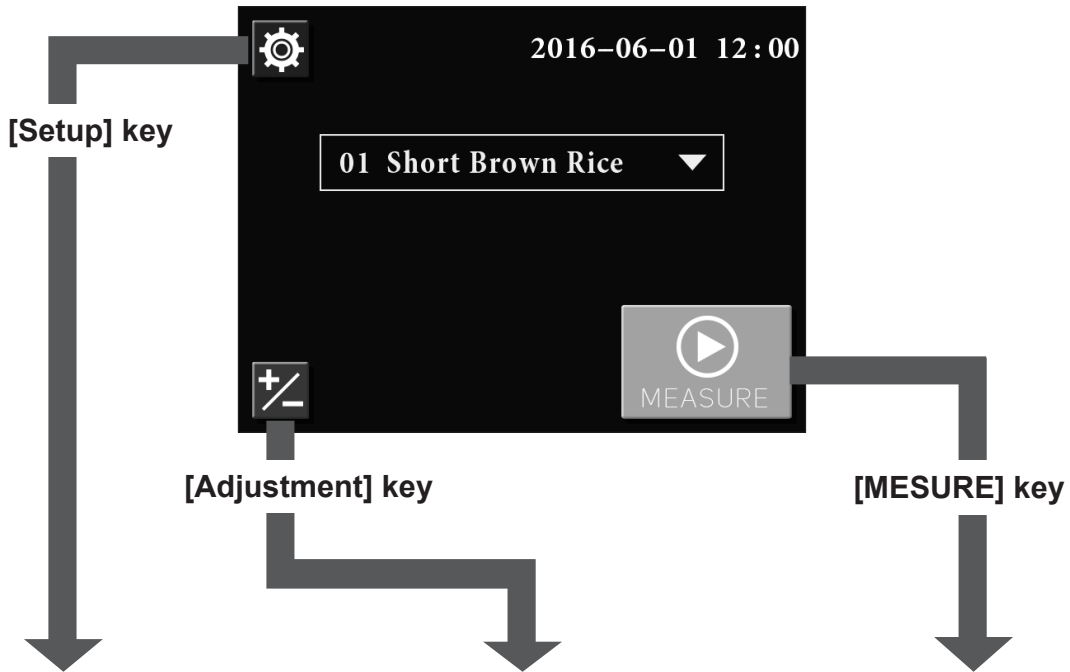 2016–06–01 12:00
[Setup] key
01 Short Brown Rice
MEASURE
[Adjustment] key
[MESURE] key